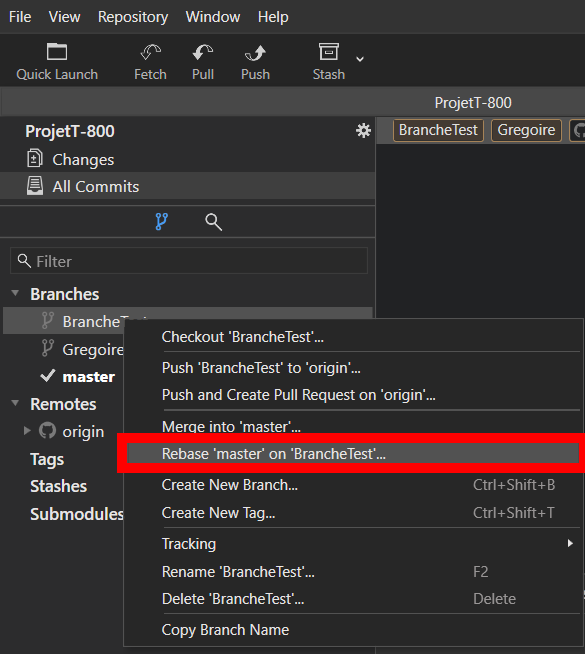 File View Repository Window Help
Quick Launch Fetch Pull Push Stash
ProjetT-800
ProjetT-800
BrancheTest Gregoire
Changes
All Commits
Filter
Branches
BrancheTest
Checkout 'BrancheTest'...
Gregoire
Push 'BrancheTest' to 'origin'...
master
Push and Create Pull Request on 'origin'...
Remotes
Merge into 'master'...
origin
Rebase 'master' on 'BrancheTest'...
Tags
Stashes
Create New Branch... Ctrl+Shift+B
Submodules
Create New Tag... Ctrl+Shift+T
Tracking
Rename 'BrancheTest'... F2
Delete 'BrancheTest'... Delete
Copy Branch Name